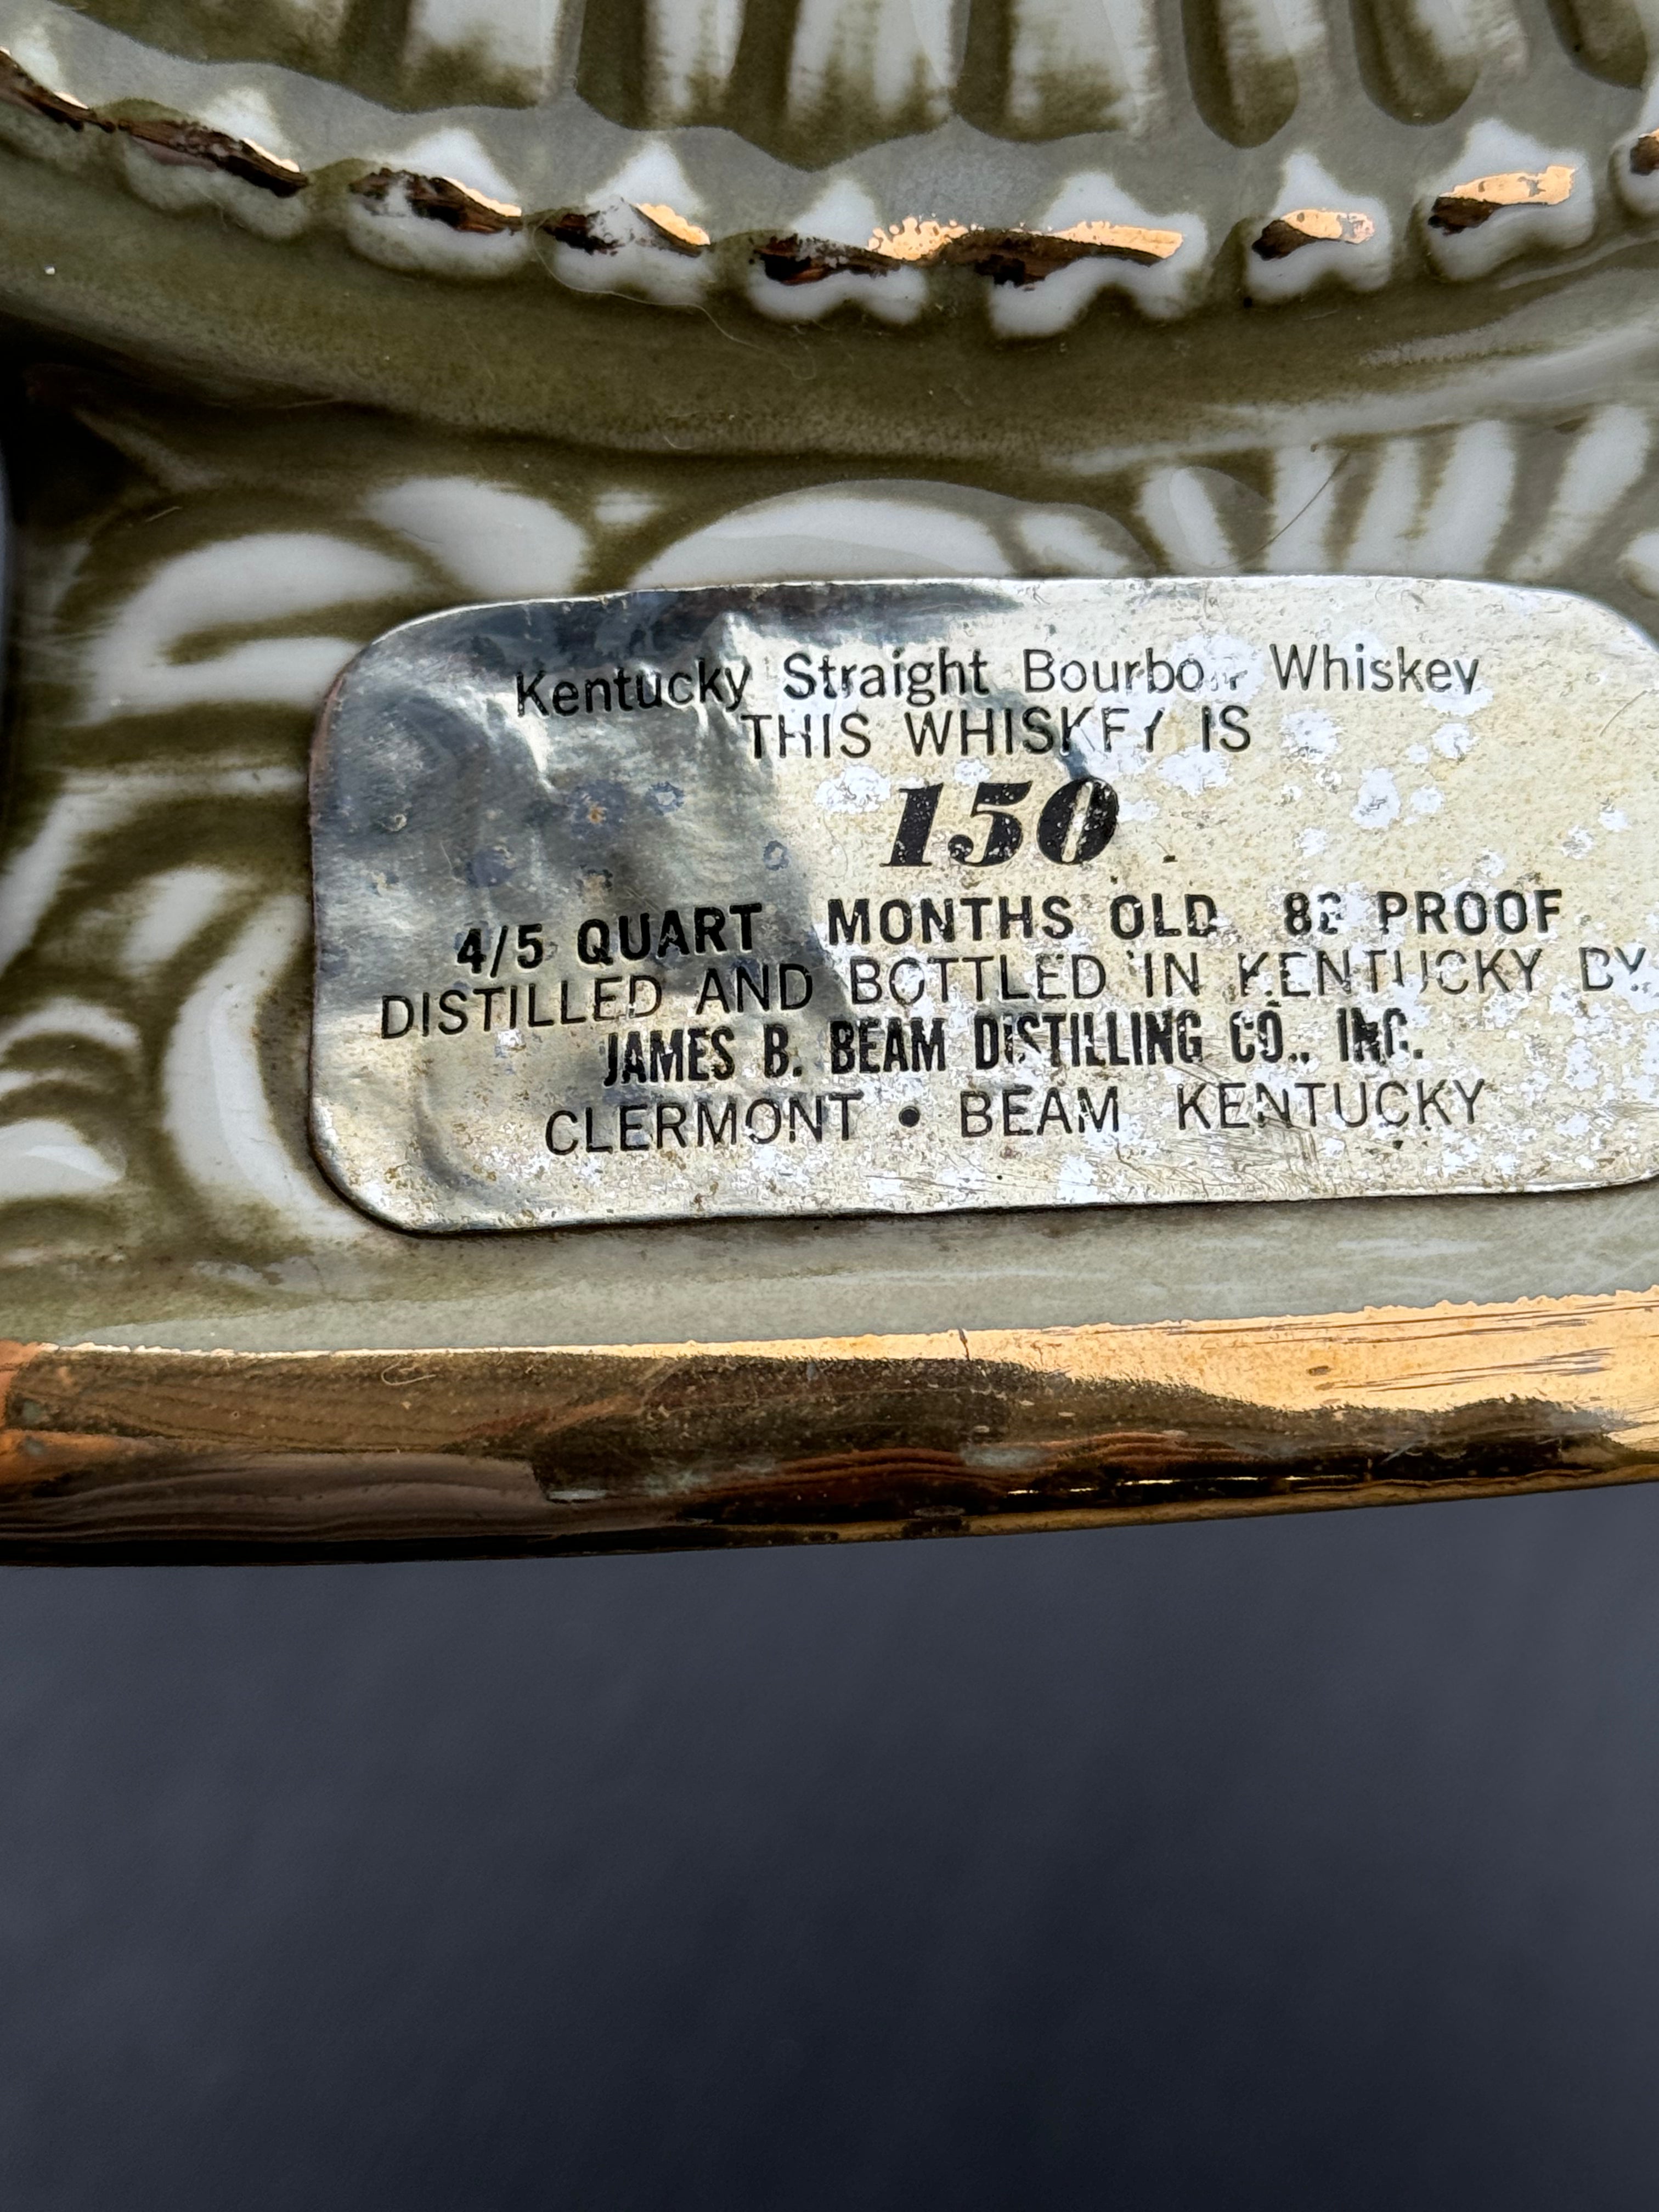 Kentucky Straight Bourbon Whiskey
THIS WHISKEY IS
150
4/5 QUART MONTHS OLD PROOF
DISTILLED AND BOTTLED IN KENTUCKY BY
JAMES B. BEAM DISTILLING CO., INC.
CLERMONT • BEAM KENTUCKY